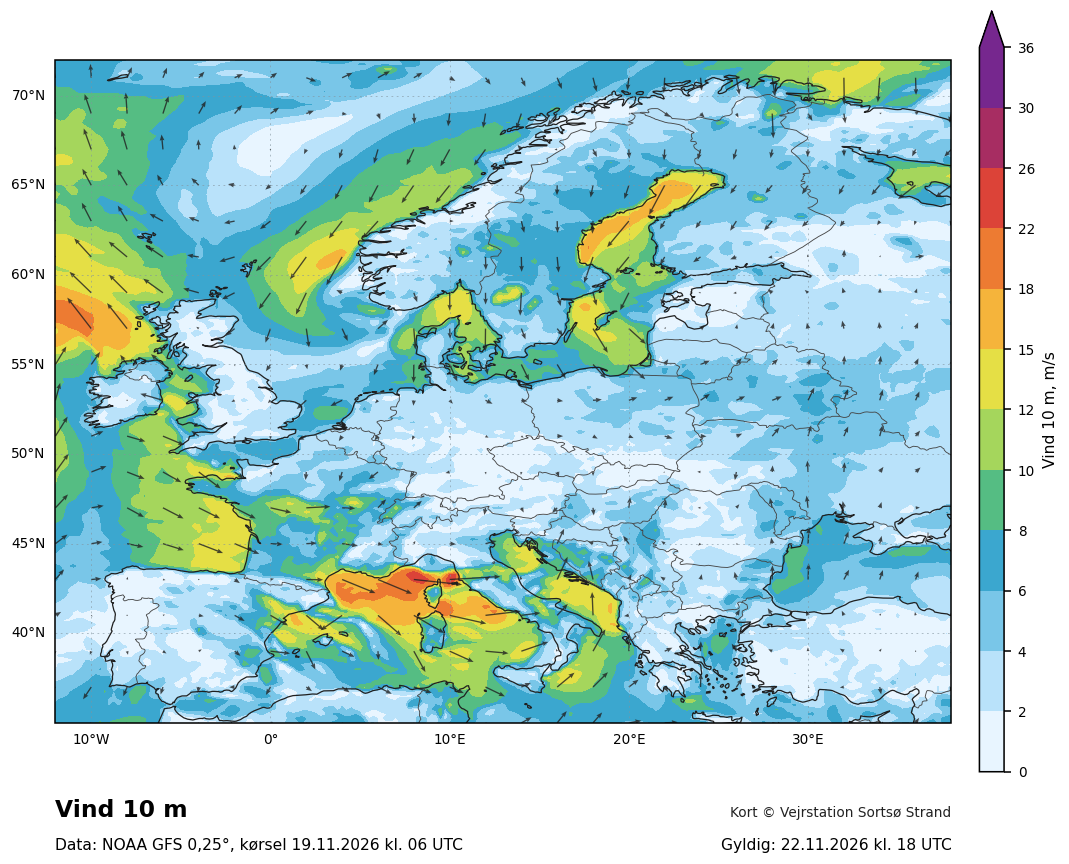 70°N
65°N
60°N
55°N
50°N
45°N
40°N
10°W
0°
10°E
20°E
30°E
36
30
26
22
18
15
12
10
8
6
4
2
0
Vind 10 m, m/s
Vind 10 m
Kort © Vejrstation Sortsø Strand
Data: NOAA GFS 0,25°, kørsel 19.11.2026 kl. 06 UTC
Gyldig: 22.11.2026 kl. 18 UTC